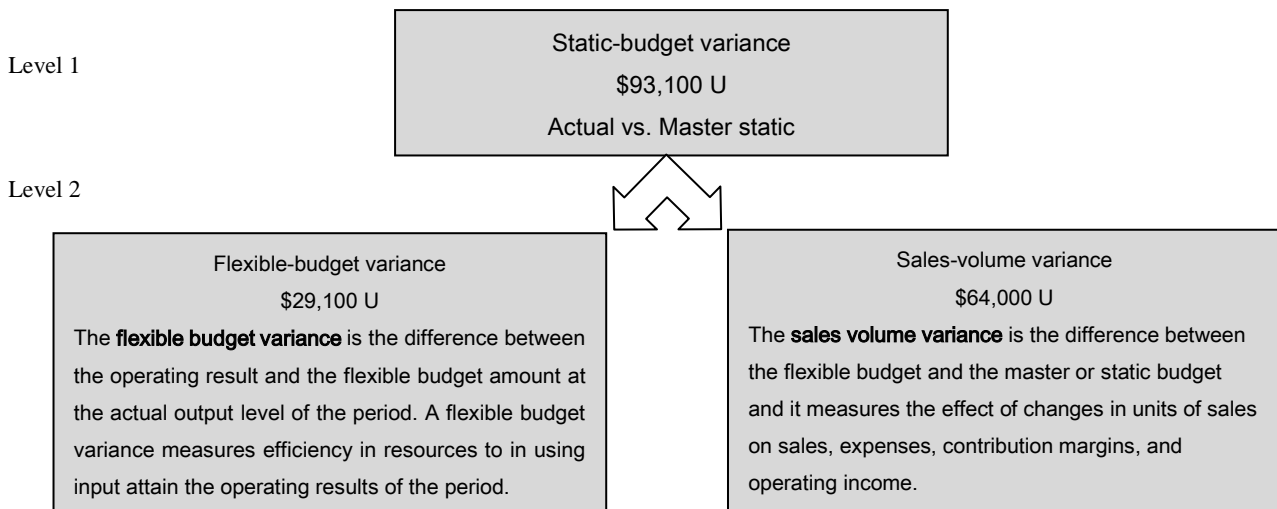 Level 1
Static-budget variance
$93,100 U
Actual vs. Master static
Level 2
Flexible-budget variance
$29,100 U
The flexible budget variance is the difference between
the operating result and the flexible budget amount at
the actual output level of the period. A flexible budget
variance measures efficiency in resources to in using
input attain the operating results of the period.
Sales-volume variance
$64,000 U
The sales volume variance is the difference between
the flexible budget and the master or static budget
and it measures the effect of changes in units of sales
on sales, expenses, contribution margins, and
operating income.